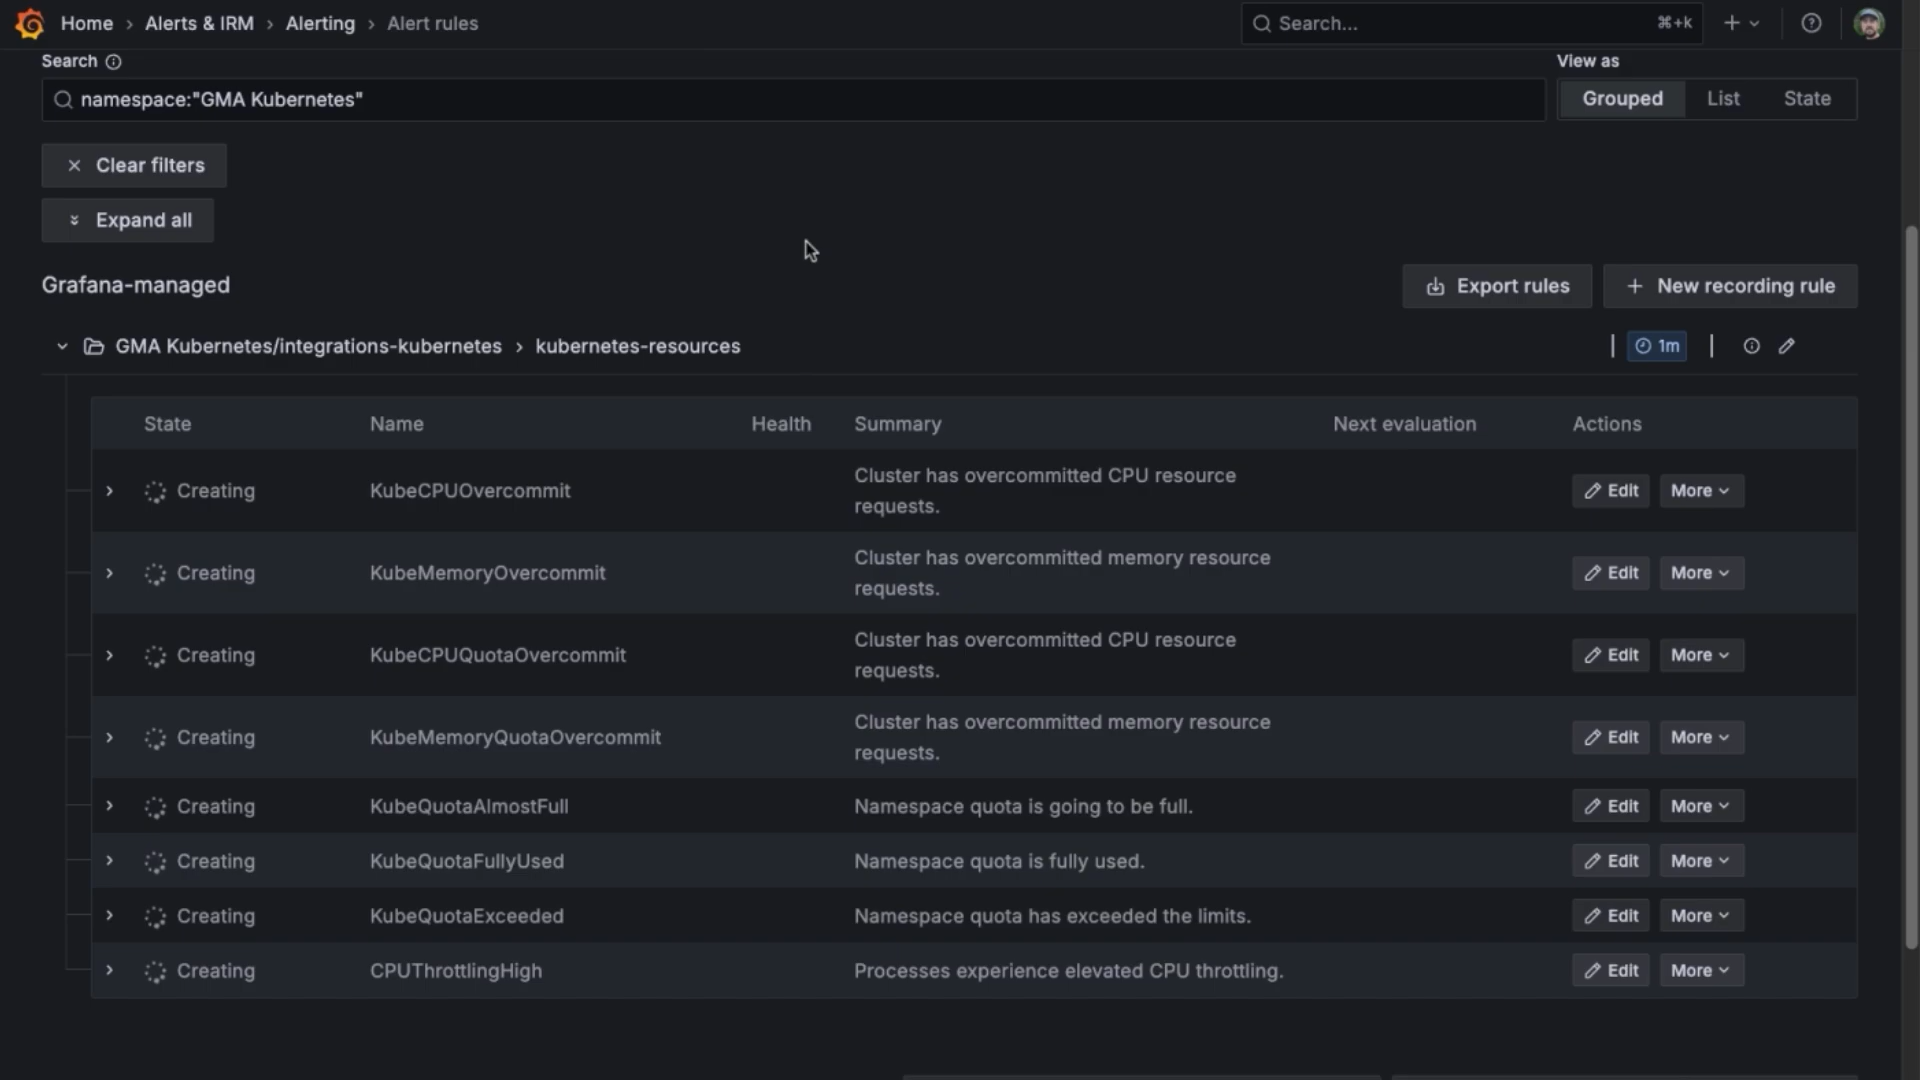 Home › Alerts & IRM › Alerting › Alert rules
Search... ⌘+k
Search
View as
namespace:"GMA Kubernetes"
Grouped List State
Clear filters
Expand all
Grafana-managed
Export rules
+ New recording rule
GMA Kubernetes/integrations-kubernetes › kubernetes-resources
1m
State Name Health Summary Next evaluation Actions
Creating KubeCPUOvercommit Cluster has overcommitted CPU resource
requests.
Edit More
Creating KubeMemoryOvercommit Cluster has overcommitted memory resource
requests.
Edit More
Creating KubeCPUQuotaOvercommit Cluster has overcommitted CPU resource
requests.
Edit More
Creating KubeMemoryQuotaOvercommit Cluster has overcommitted memory resource
requests.
Edit More
Creating KubeQuotaAlmostFull Namespace quota is going to be full. Edit More
Creating KubeQuotaFullyUsed Namespace quota is fully used. Edit More
Creating KubeQuotaExceeded Namespace quota has exceeded the limits. Edit More
Creating CPUThrottlingHigh Processes experience elevated CPU throttling. Edit More